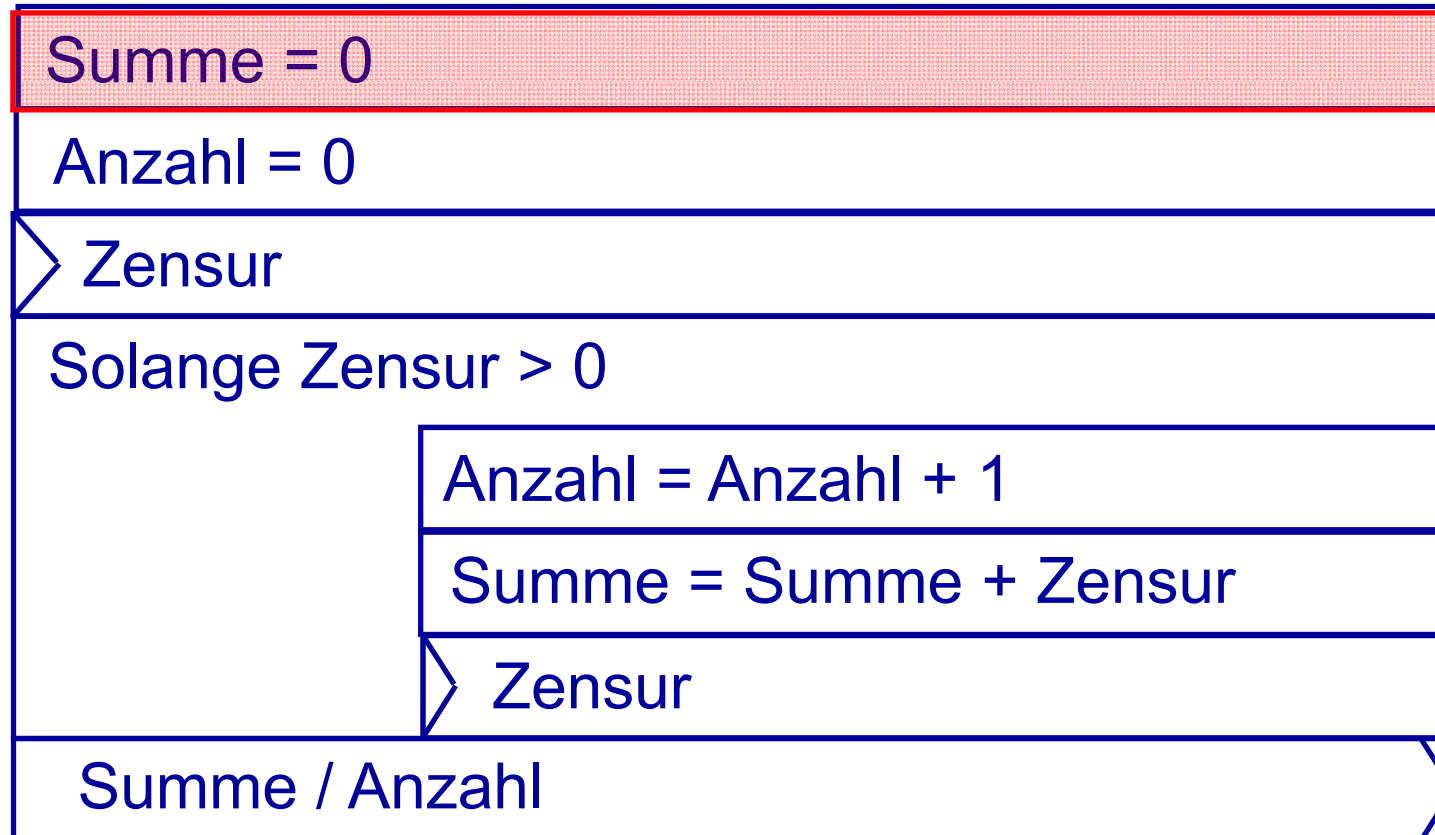 Summe = 0
Anzahl = 0
Zensur
Solange Zensur > 0
Anzahl = Anzahl + 1
Summe = Summe + Zensur
Zensur
Summe / Anzahl